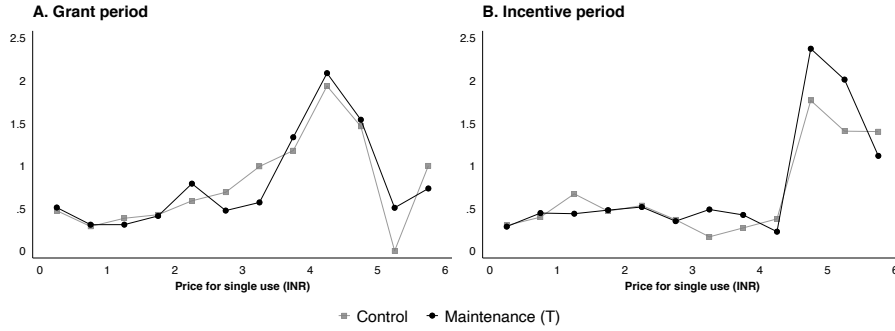 A. Grant period
2.5
2
1.5
1
.5
0
0 1 2 3 4 5 6
Price for single use (INR)
B. Incentive period
2.5
2
1.5
1
.5
0
0 1 2 3 4 5 6
Price for single use (INR)
Control Maintenance (T)